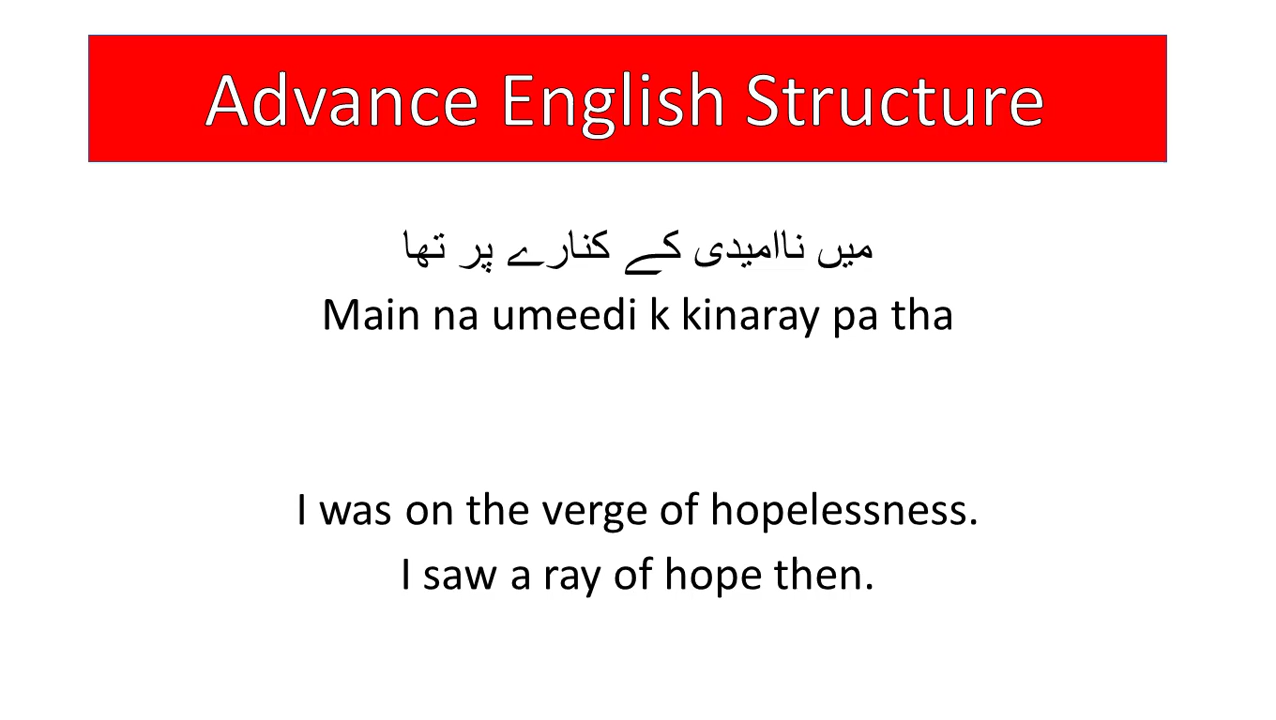 Advance English Structure
میں ناامیدی کے کنارے پر تھا
Main na umeedi k kinaray pa tha
I was on the verge of hopelessness.
I saw a ray of hope then.